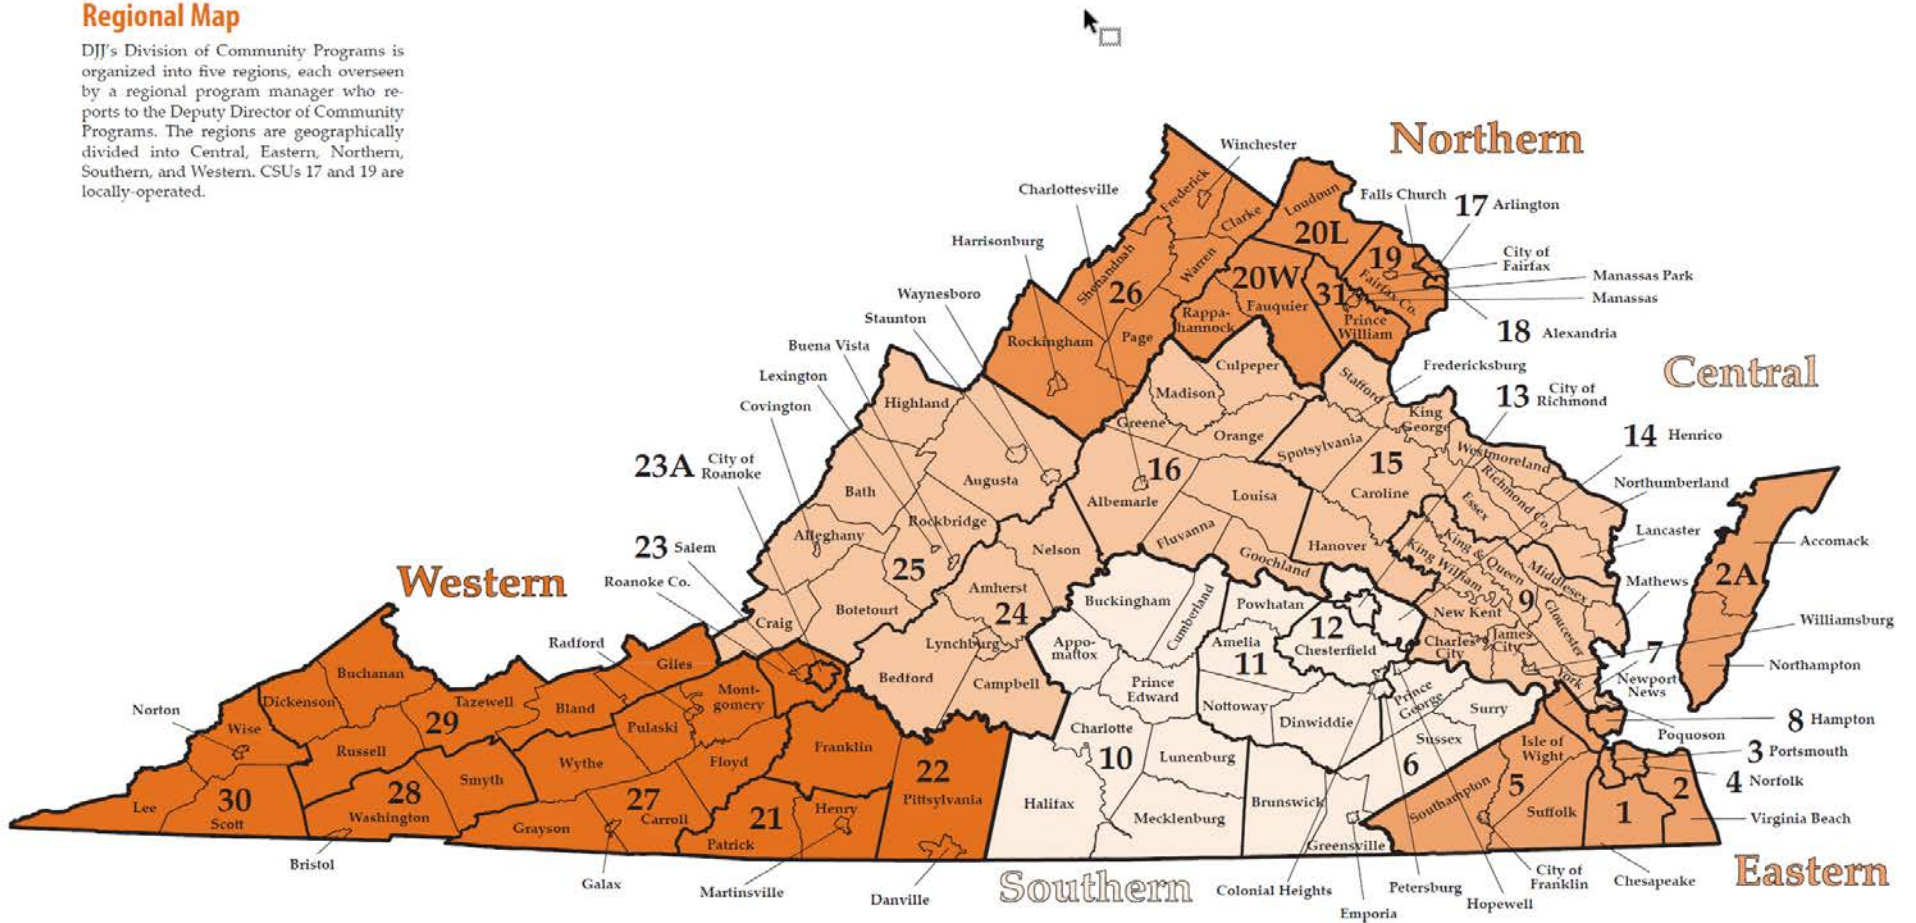 Regional Map
DJJ's Division of Community Programs is
organized into five regions, each overseen
by a regional program manager who re-
ports to the Deputy Director of Community
Programs. The regions are geographically
divided into Central, Eastern, Northern,
Southern, and Western. CSUs 17 and 19 are
locally-operated.
Northern
Winchester
Charlottesville
Frederick
Clarke
Loudoun
20L
Falls Church
17 Arlington
Harrisonburg
Shenandoah
Warren
26
20W
Fauquier
19
Fairfax Co.
City of
Fairfax
Manassas Park
Manassas
31
Prince
William
18 Alexandria
Waynesboro
Staunton
Buena Vista
Lexington
Covington
Rockingham
Page
Rappa-
hannock
Central
Fredericksburg
13 City of
Richmond
14 Henrico
Highland
Madison
Culpeper
Stafford
King
George
Greene
Orange
Spotsylvania
Westmoreland
23A City of
Roanoke
Bath
Augusta
16
Albemarle
Louisa
15
Caroline
Essex
Richmond Co.
Northumberland
Lancaster
Alleghany
Rockbridge
Nelson
Fluvanna
Goochland
Hanover
King William
King & Queen
Middlesex
Mathews
23 Salem
Roanoke Co.
25
Botetourt
Craig
Amherst
24
Lynchburg
Bedford
Campbell
Buckingham
Cumberland
Powhatan
Appo-
mattox
Amelia
11
12
Chesterfield
New Kent
9
Gloucester
Charles
City
James
City
York
2A
Accomack
Williamsburg
Northampton
7
Newport
News
8 Hampton
Poquoson
3 Portsmouth
4 Norfolk
Western
Radford
Giles
Buchanan
Dickenson
Norton
Wise
29
Tazewell
Bland
Mont-
gomery
Pulaski
Russell
Wythe
Floyd
Franklin
Smyth
Lee
30
Scott
28
Washington
27
Carroll
Grayson
21
Patrick
Henry
22
Pittsylvania
Bristol
Galax
Martinsville
Danville
Prince
Edward
Nottoway
Dinwiddie
Prince
George
Surry
Sussex
Charlotte
10
Lunenburg
Halifax
Mecklenburg
Brunswick
6
Greensville
Isle of
Wight
5
Southampton
Suffolk
1
2
Virginia Beach
Southern
Colonial Heights
Emporia
Petersburg
Hopewell
City of
Franklin
Chesapeake
Eastern